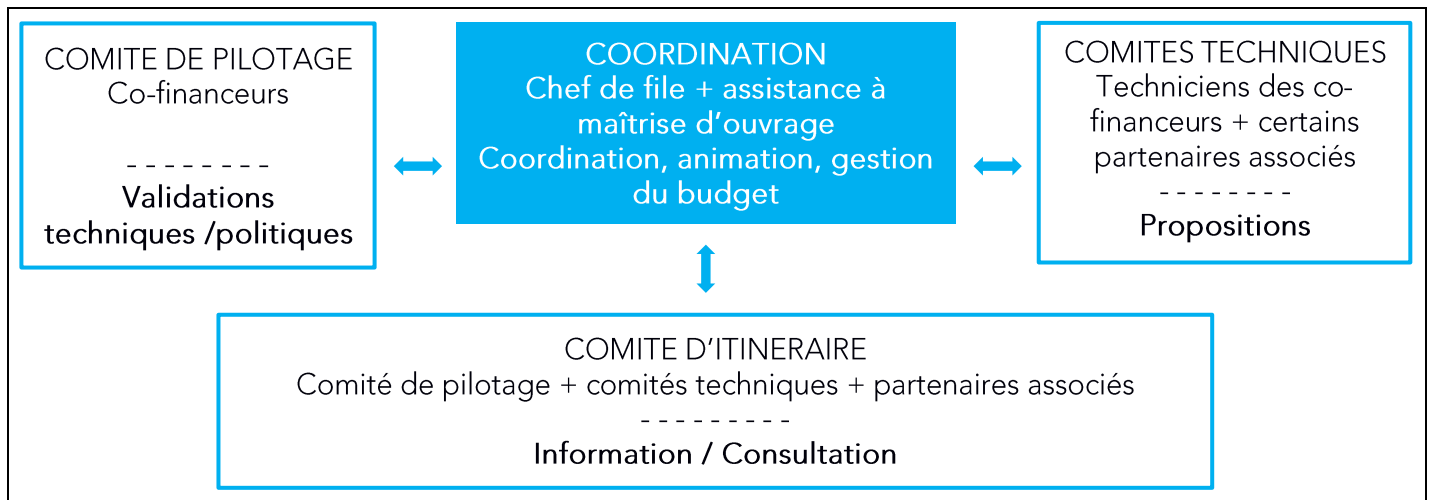 COMITE DE PILOTAGE
Co-financeurs
- - - - - - - -
Validations
techniques /politiques
COORDINATION
Chef de file + assistance à
maîtrise d’ouvrage
Coordination, animation, gestion
du budget
COMITES TECHNIQUES
Techniciens des co-
financeurs + certains
partenaires associés
- - - - - - - -
Propositions
COMITE D'ITINERAIRE
Comité de pilotage + comités techniques + partenaires associés
- - - - - - - - -
Information / Consultation